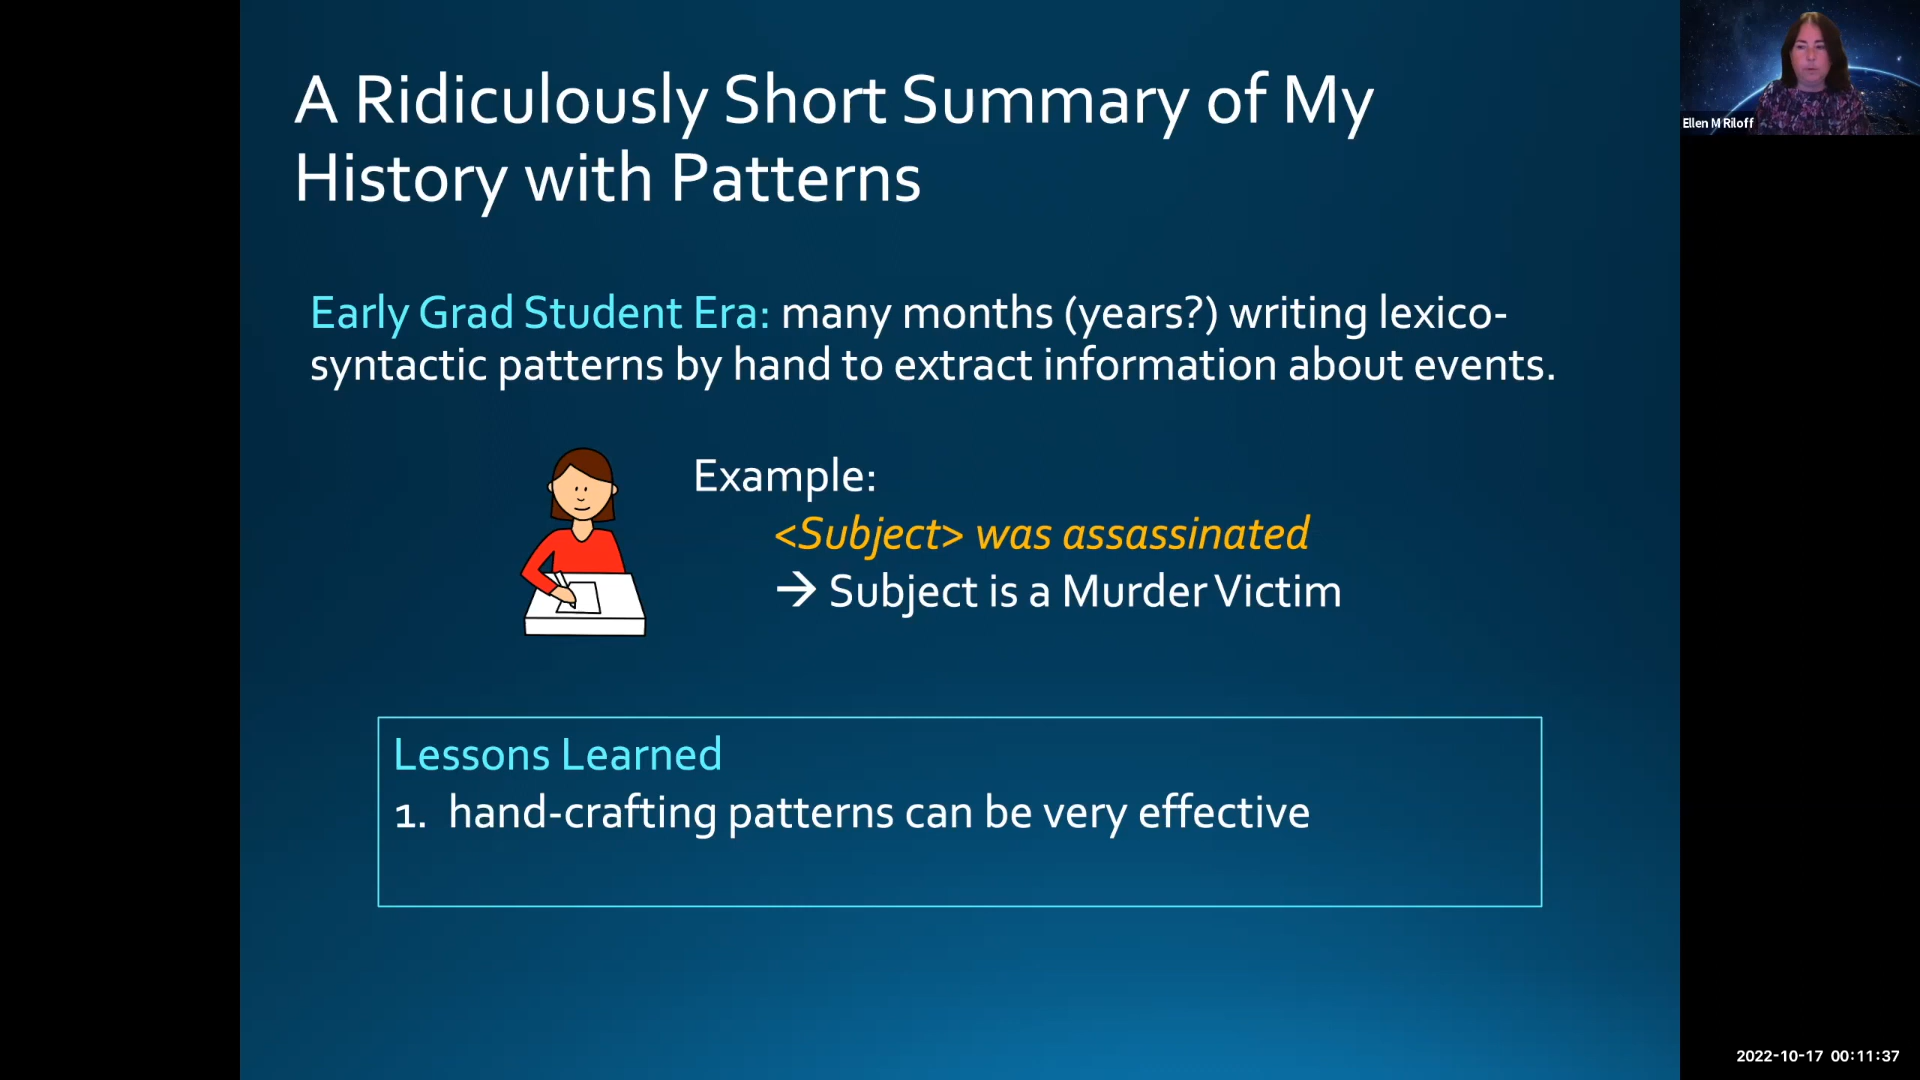 A Ridiculously Short Summary of My
History with Patterns
Ellen M Riloff
Early Grad Student Era: many months (years?) writing lexico-
syntactic patterns by hand to extract information about events.
Example:
<Subject> was assassinated
→ Subject is a Murder Victim
Lessons Learned
1. hand-crafting patterns can be very effective
2022-10-17 00:11:37